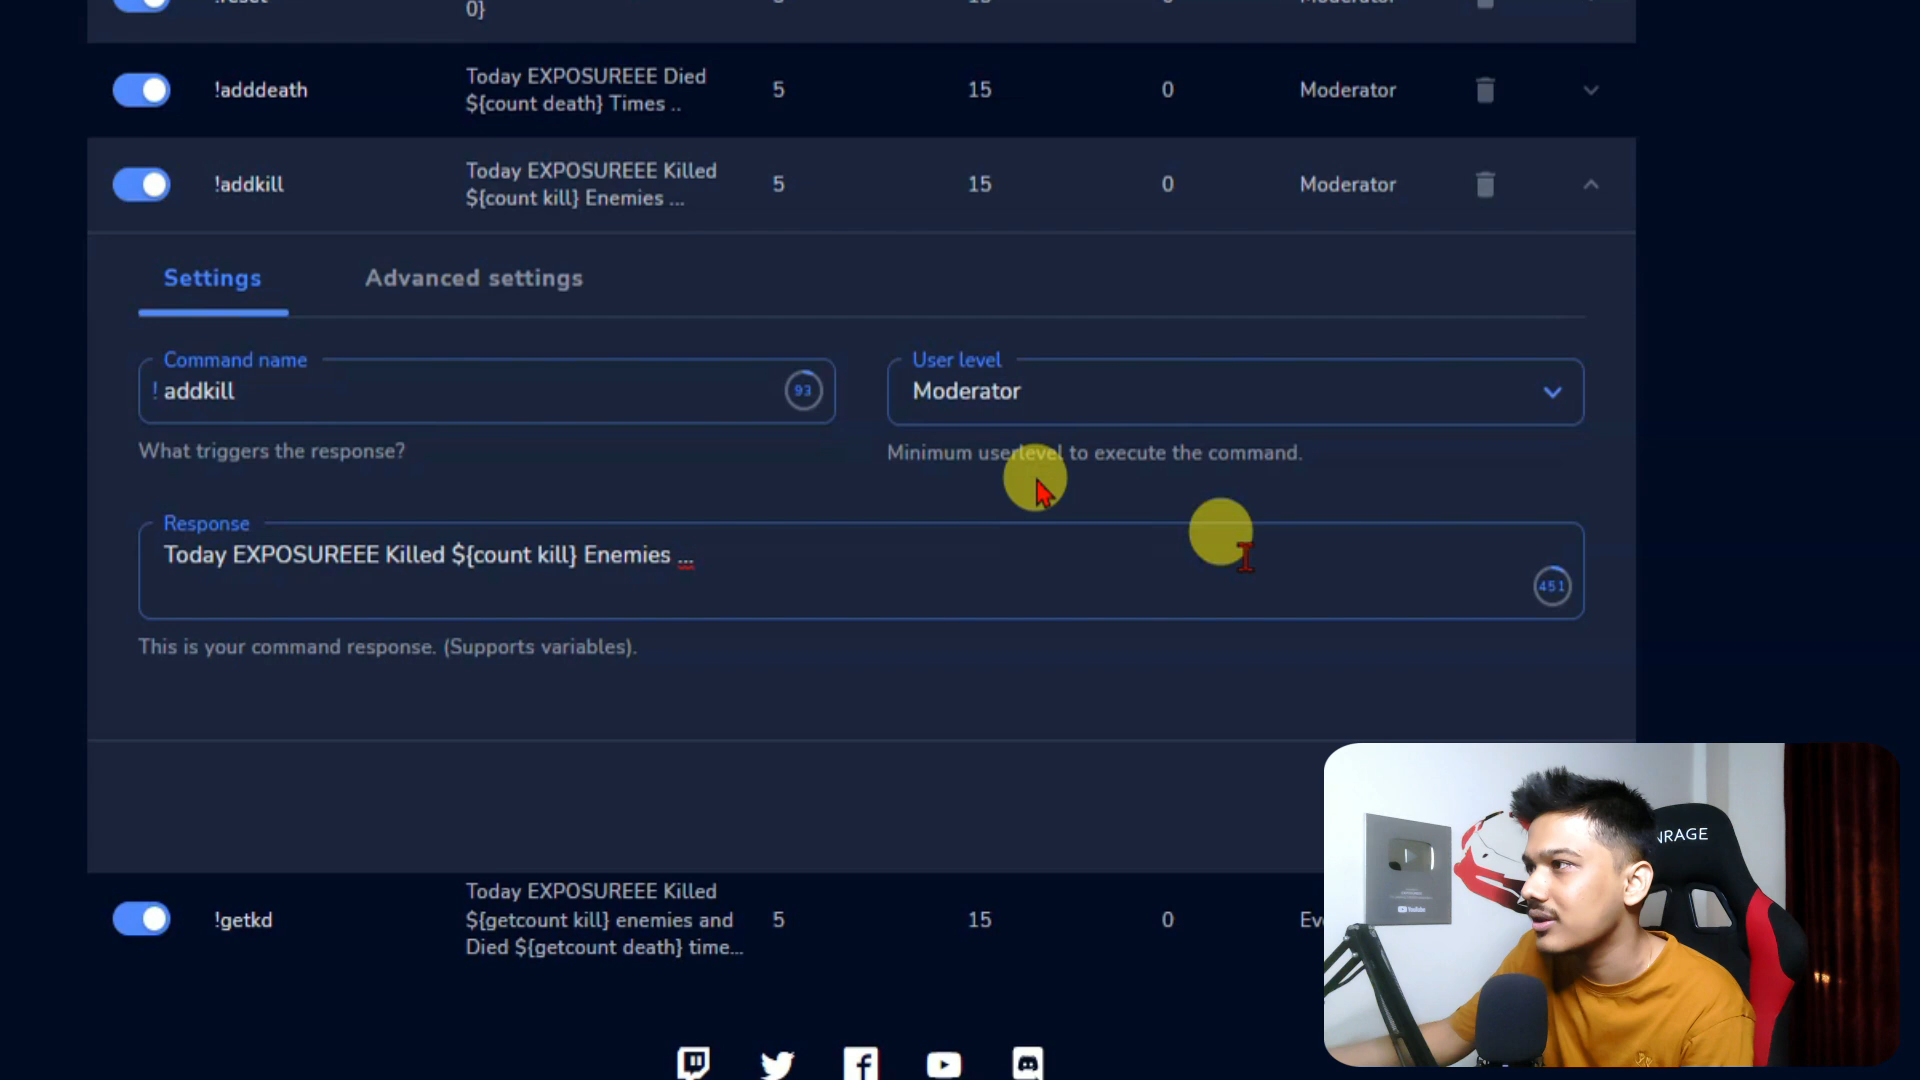 0}
!adddeath
Today EXPOSUREEE Died
${count death} Times ..
5
15
0
Moderator
!addkill
Today EXPOSUREEE Killed
${count kill} Enemies ...
5
15
0
Moderator
Settings
Advanced settings
Command name
! addkill
93
What triggers the response?
User level
Moderator
Minimum userlevel to execute the command.
Response
Today EXPOSUREEE Killed ${count kill} Enemies ...
451
This is your command response. (Supports variables).
!getkd
Today EXPOSUREEE Killed
${getcount kill} enemies and
Died ${getcount death} time...
5
15
0
NRAGE
YouTube